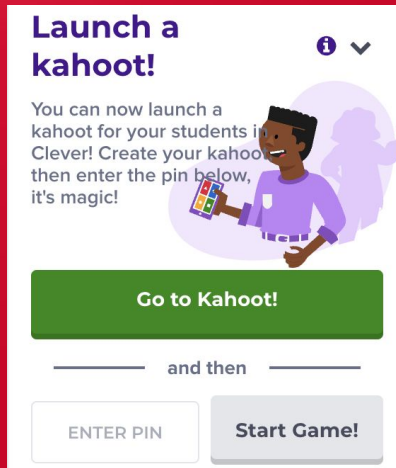 Launch a
kahoot!
You can now launch a
kahoot for your students in
Clever! Create your kahoot
then enter the pin below,
it's magic!
Go to Kahoot!
and then
ENTER PIN
Start Game!